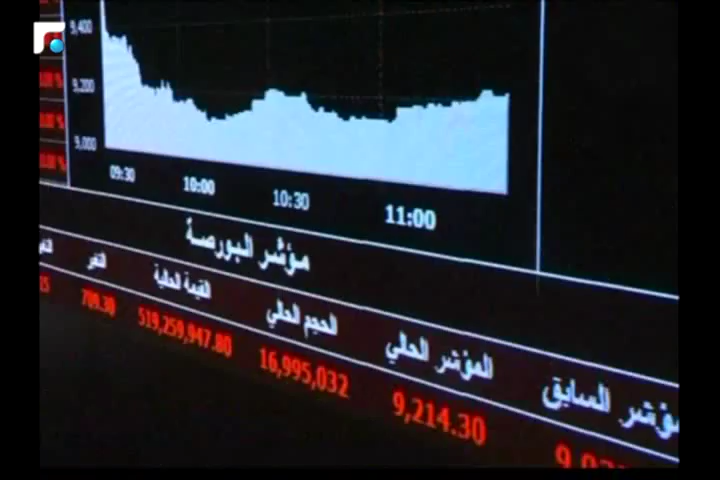 9,400
9,200
9,000
09:30 10:00 10:30 11:00
مؤشر البورصة
مؤشر السابق المؤشر الحالي الحجم الحالي القيمة الحالية التغير
9,214.30 16,995,032 519,259,947.80 709.30